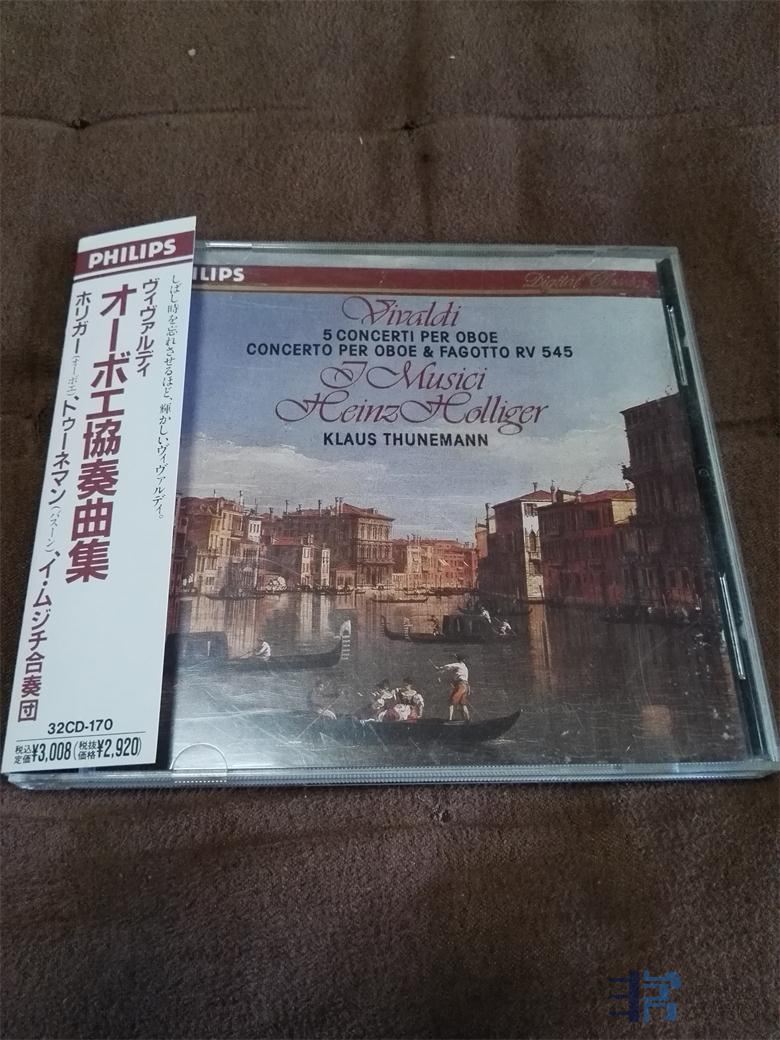 PHILIPS
しばし時を忘れさせるほど、輝かしいヴィヴァルディ。
ヴィヴァルディ
オーボエ協奏曲集
ホリガー(オーボエ)、トゥーネマン(バスーン)、イ・ムジチ合奏団
32CD-170
税込定価¥3,008(税抜価格¥2,920)
ILIPS
Digital Classics
Vivaldi
5 CONCERTI PER OBOE
CONCERTO PER OBOE & FAGOTTO RV 545
I Musici
Heinz Holliger
KLAUS THUNEMANN